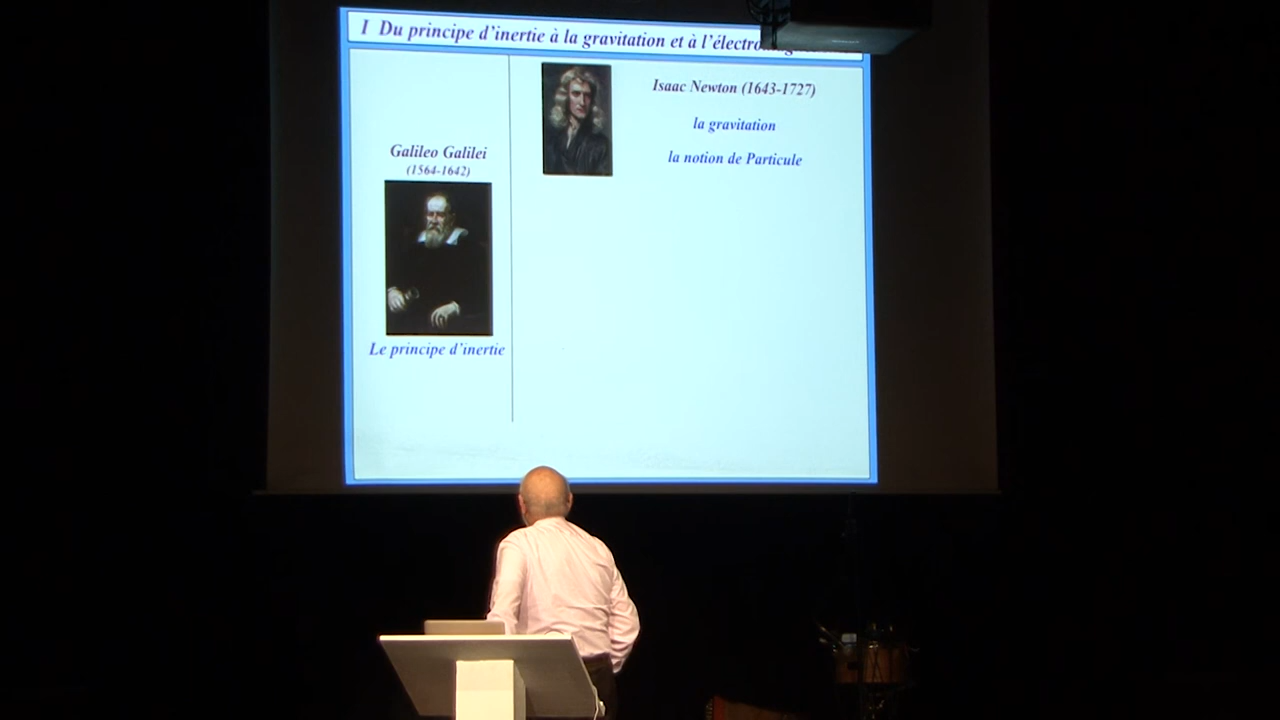 I Du principe d'inertie à la gravitation et à
Galileo Galilei
(1564-1642)
Le principe d'inertie
Isaac Newton (1643-1727)
la gravitation
la notion de Particule